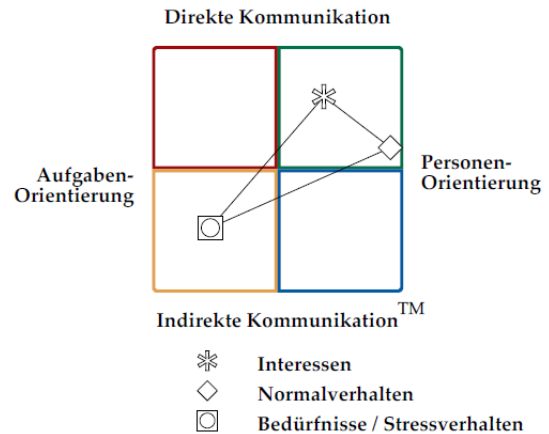 Direkte Kommunikation
Aufgaben-
Orientierung
Personen-
Orientierung
Indirekte Kommunikation™
Interessen
Normalverhalten
Bedürfnisse / Stressverhalten